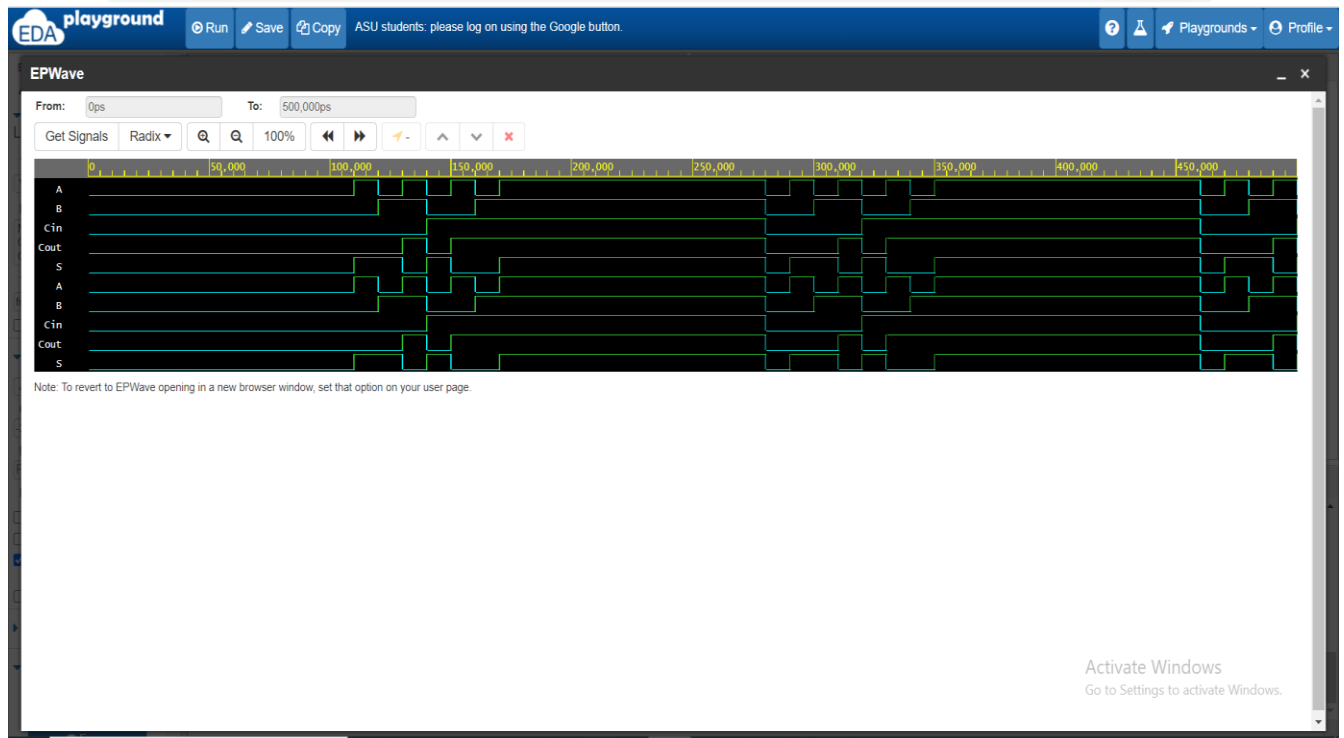 EDA playground Run Save Copy ASU students: please log on using the Google button. ? Playgrounds Profile
EPWave
From: 0ps To: 500,000ps
Get Signals Radix 100% -
0 50,000 100,000 150,000 200,000 250,000 300,000 350,000 400,000 450,000
A
B
Cin
Cout
S
A
B
Cin
Cout
S
Note: To revert to EPWave opening in a new browser window, set that option on your user page.
Activate Windows
Go to Settings to activate Windows.